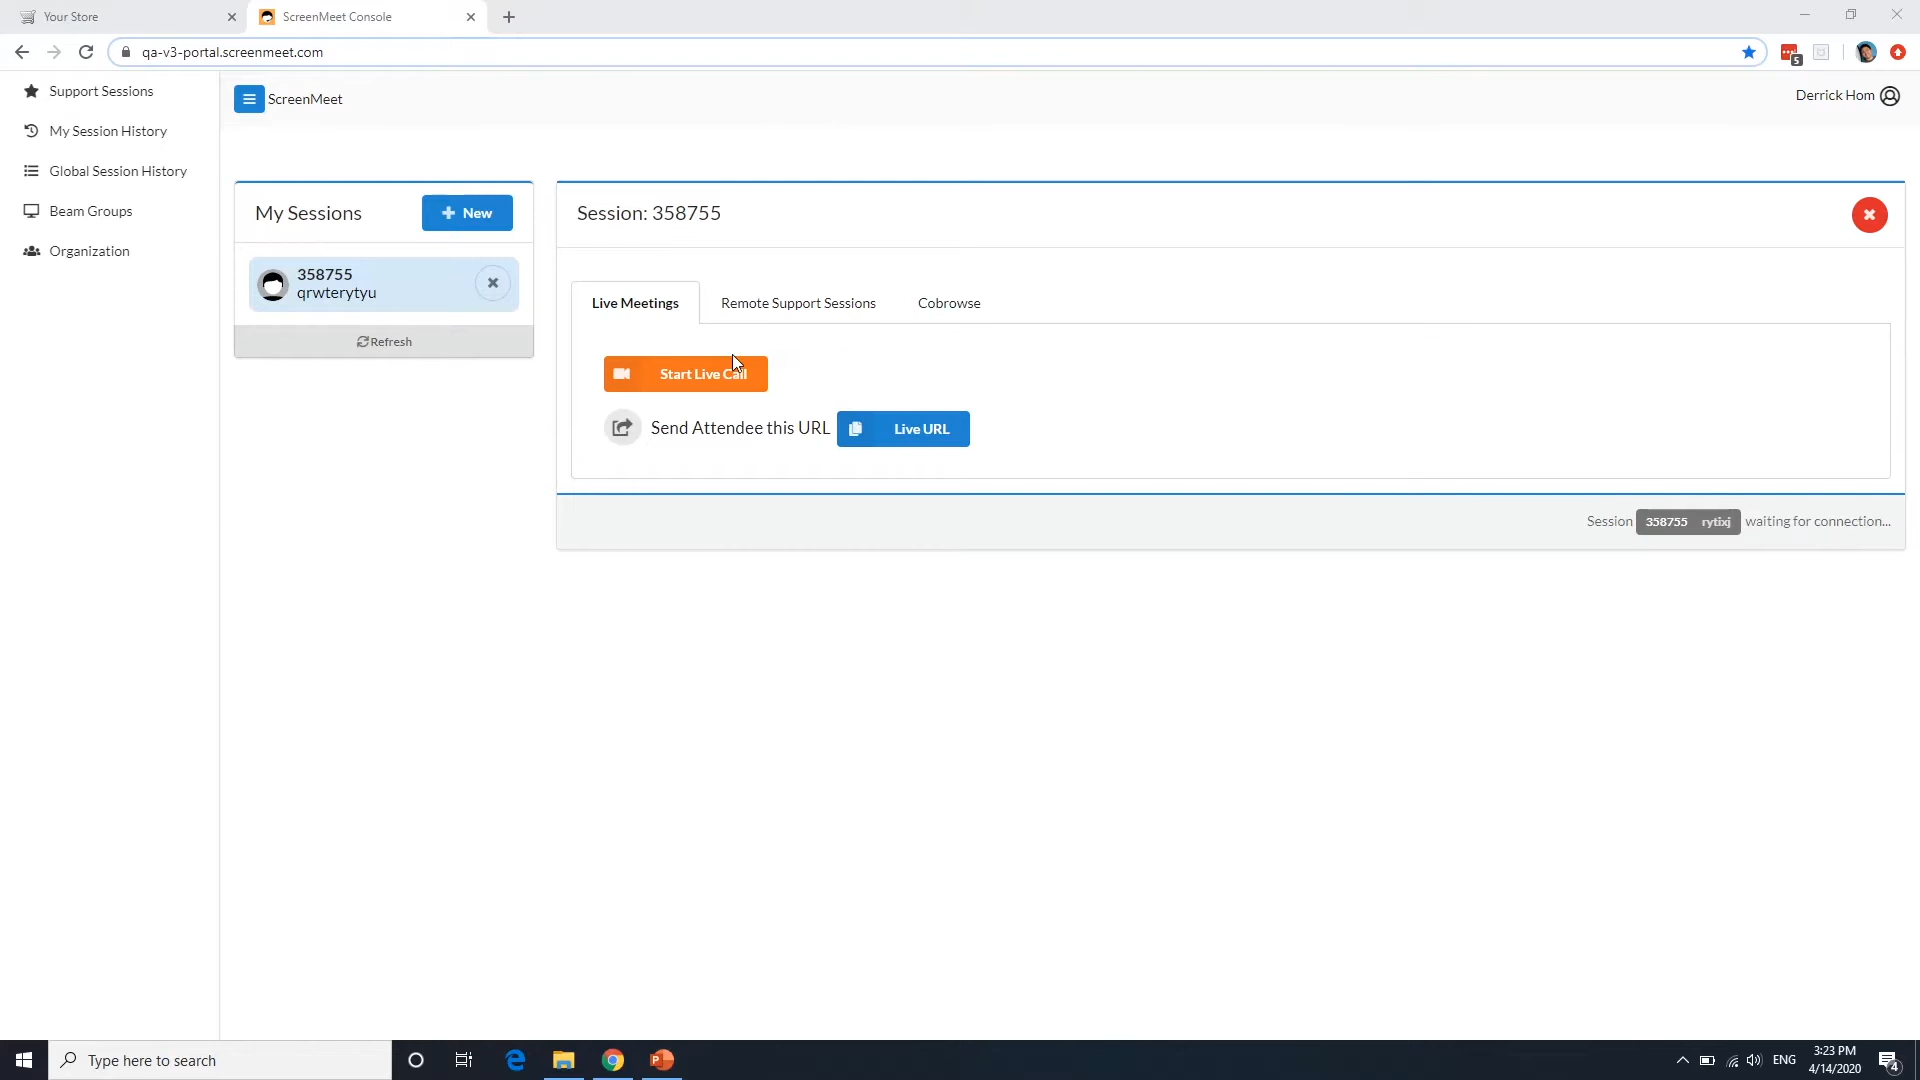 Your Store
ScreenMeet Console
qa-v3-portal.screenmeet.com
5
Support Sessions
My Session History
Global Session History
Beam Groups
Organization
ScreenMeet
Derrick Hom
My Sessions
New
358755
qrwterytyu
Refresh
Session: 358755
Live Meetings
Remote Support Sessions
Cobrowse
Start Live Call
Send Attendee this URL
Live URL
Session 358755 rytixj waiting for connection...
Type here to search
P
ENG
3:23 PM
4/14/2020
4